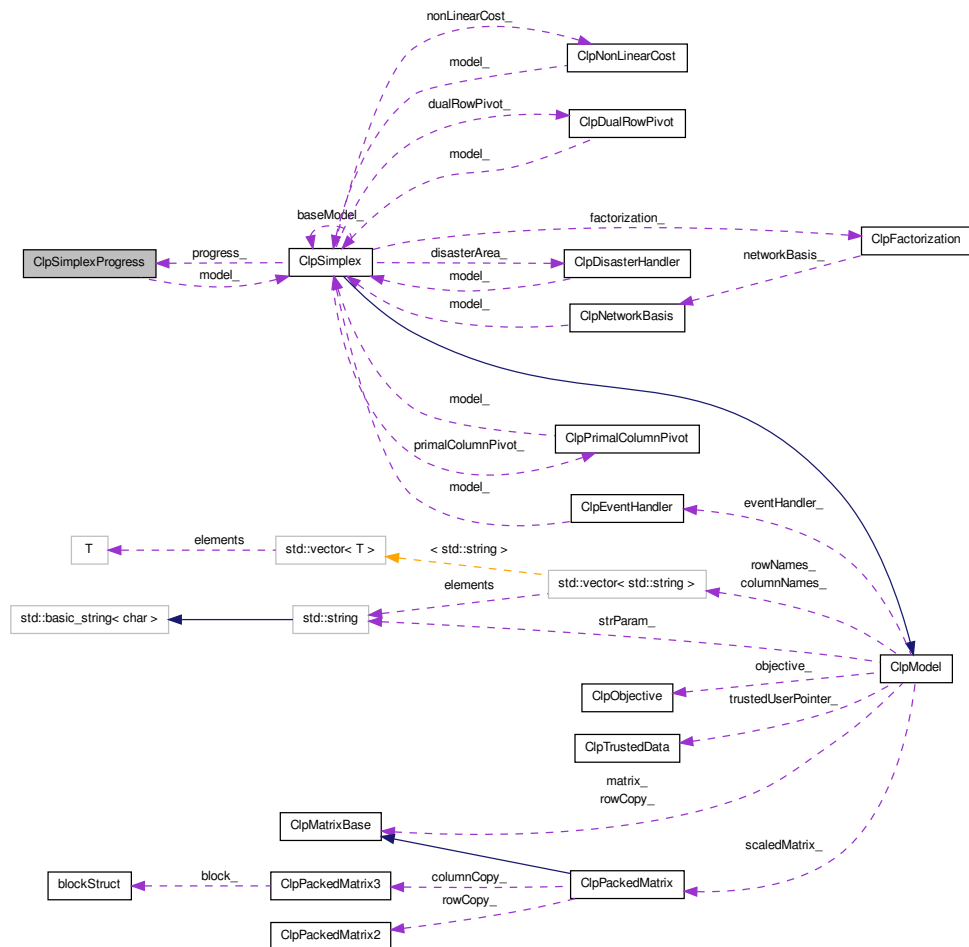 nonLinearCost_
ClpNonLinearCost
model_
dualRowPivot_
ClpDualRowPivot
model_
baseModel_
factorization_
ClpFactorization
ClpSimplexProgress
progress_
model_
ClpSimplex
disasterArea_
model_
ClpDisasterHandler
networkBasis_
model_
ClpNetworkBasis
model_
primalColumnPivot_
ClpPrimalColumnPivot
model_
ClpEventHandler
eventHandler_
T
elements
std::vector< T >
< std::string >
elements
std::vector< std::string >
rowNames_
columnNames_
std::basic_string< char >
std::string
strParam_
ClpModel
objective_
ClpObjective
trustedUserPointer_
ClpTrustedData
matrix_
rowCopy_
ClpMatrixBase
scaledMatrix_
blockStruct
block_
ClpPackedMatrix3
columnCopy_
rowCopy_
ClpPackedMatrix
ClpPackedMatrix2